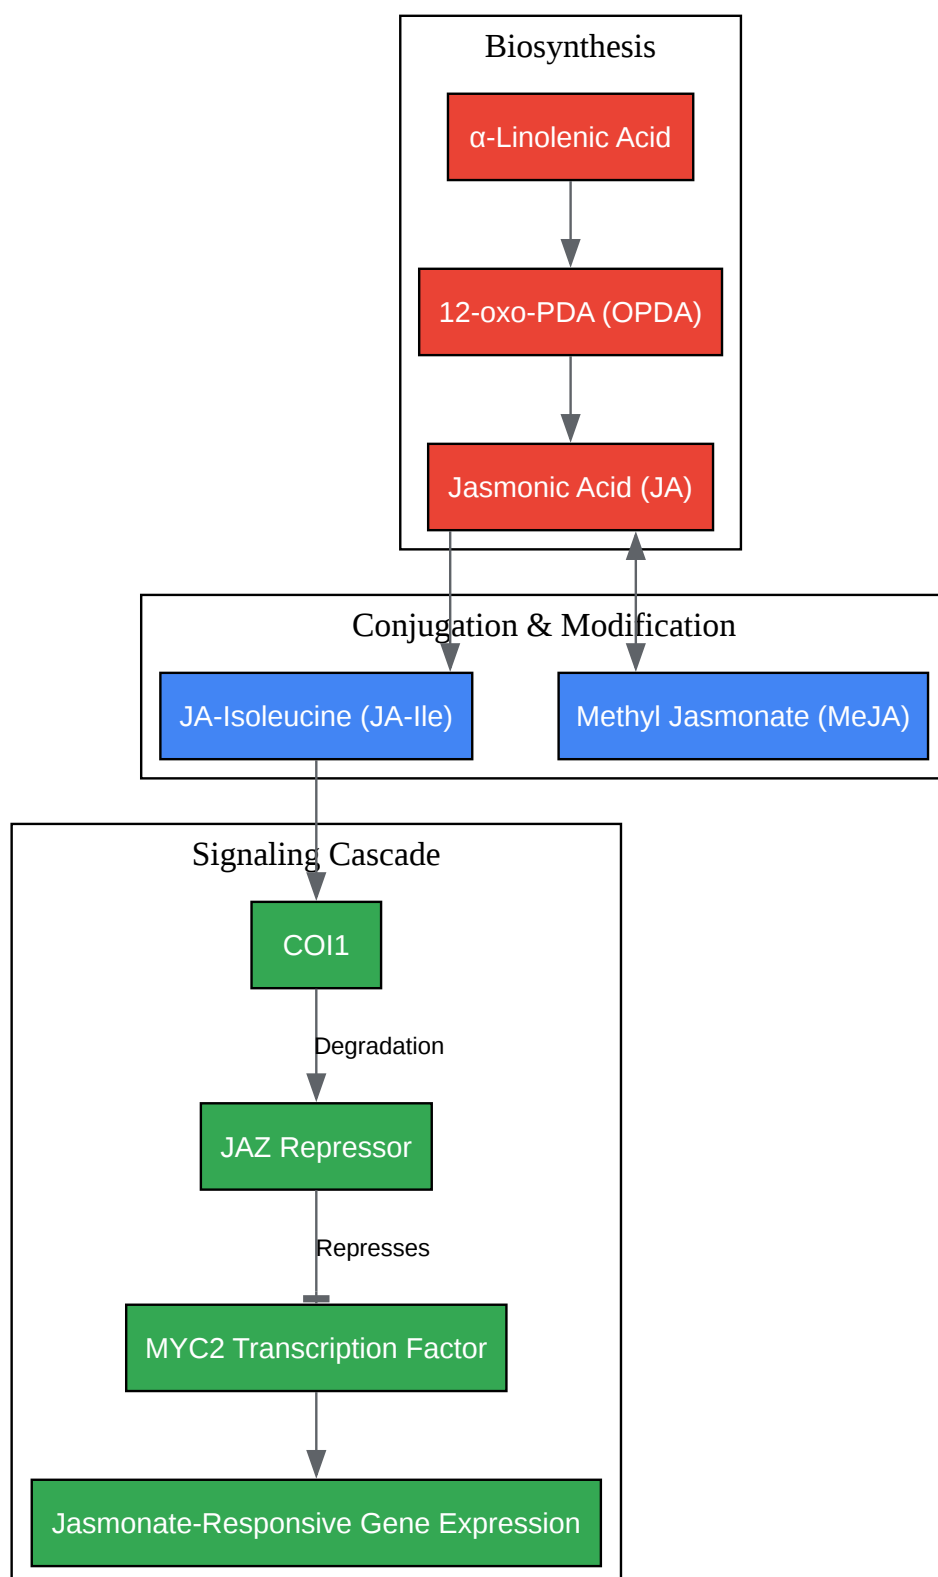 Biosynthesis
α-Linolenic Acid
12-oxo-PDA (OPDA)
Jasmonic Acid (JA)
Conjugation & Modification
JA-Isoleucine (JA-Ile)
Methyl Jasmonate (MeJA)
Signaling Cascade
COI1
Degradation
JAZ Repressor
Represses
MYC2 Transcription Factor
Jasmonate-Responsive Gene Expression